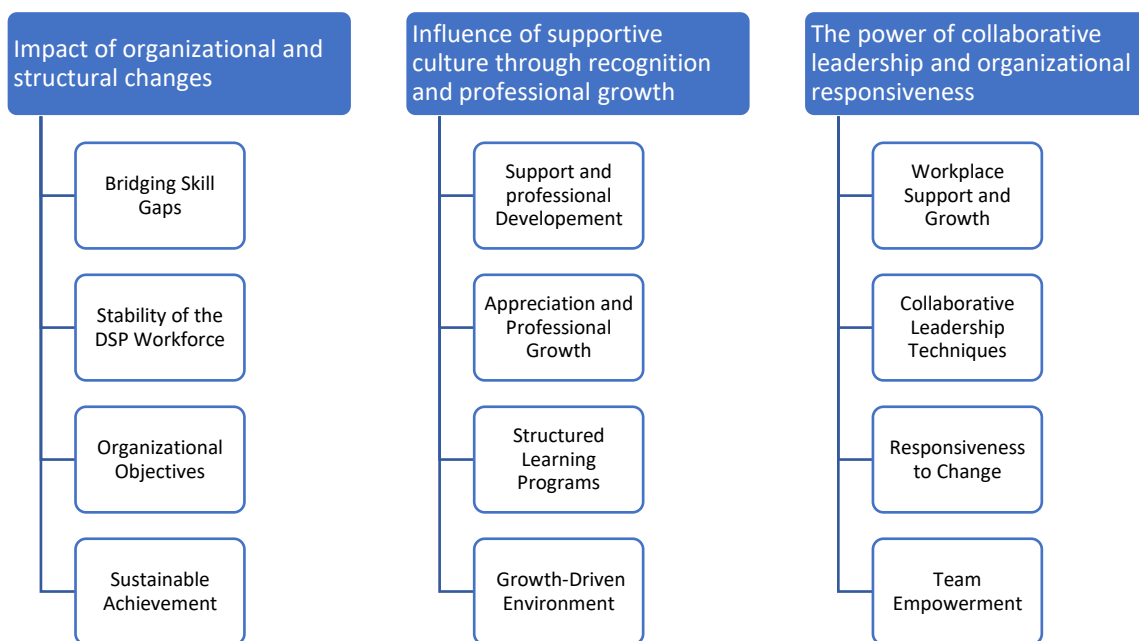 Impact of organizational and
structural changes
Bridging Skill
Gaps
Stability of the
DSP Workforce
Organizational
Objectives
Sustainable
Achievement
Influence of supportive
culture through recognition
and professional growth
Support and
professional
Developement
Appreciation and
Professional
Growth
Structured
Learning
Programs
Growth-Driven
Environment
The power of collaborative
leadership and organizational
responsiveness
Workplace
Support and
Growth
Collaborative
Leadership
Techniques
Responsiveness
to Change
Team
Empowerment